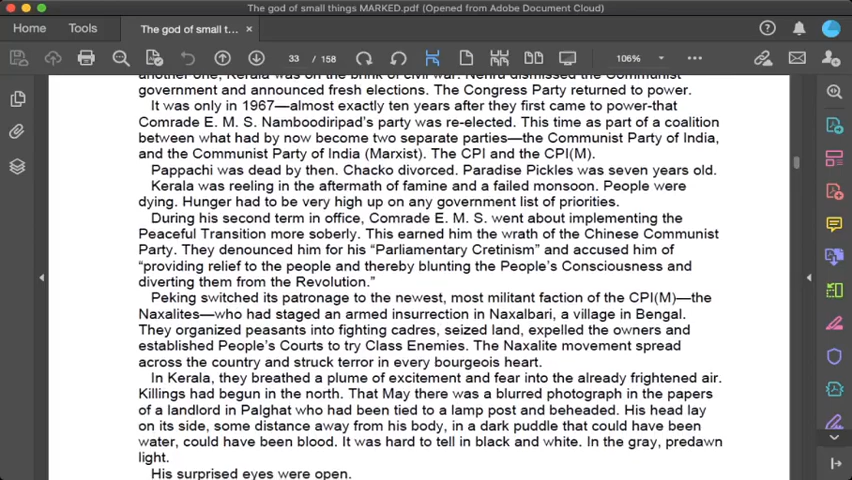 The god of small things MARKED.pdf (Opened from Adobe Document Cloud)
Home Tools The god of small t... ×
33 / 158 106%
another one, Kerala was on the brink of civil war. Nehru dismissed the Communist
government and announced fresh elections. The Congress Party returned to power.
It was only in 1967—almost exactly ten years after they first came to power-that
Comrade E. M. S. Namboodiripad’s party was re-elected. This time as part of a coalition
between what had by now become two separate parties—the Communist Party of India,
and the Communist Party of India (Marxist). The CPI and the CPI(M).
Pappachi was dead by then. Chacko divorced. Paradise Pickles was seven years old.
Kerala was reeling in the aftermath of famine and a failed monsoon. People were
dying. Hunger had to be very high up on any government list of priorities.
During his second term in office, Comrade E. M. S. went about implementing the
Peaceful Transition more soberly. This earned him the wrath of the Chinese Communist
Party. They denounced him for his “Parliamentary Cretinism” and accused him of
“providing relief to the people and thereby blunting the People’s Consciousness and
diverting them from the Revolution.”
Peking switched its patronage to the newest, most militant faction of the CPI(M)—the
Naxalites—who had staged an armed insurrection in Naxalbari, a village in Bengal.
They organized peasants into fighting cadres, seized land, expelled the owners and
established People’s Courts to try Class Enemies. The Naxalite movement spread
across the country and struck terror in every bourgeois heart.
In Kerala, they breathed a plume of excitement and fear into the already frightened air.
Killings had begun in the north. That May there was a blurred photograph in the papers
of a landlord in Palghat who had been tied to a lamp post and beheaded. His head lay
on its side, some distance away from his body, in a dark puddle that could have been
water, could have been blood. It was hard to tell in black and white. In the gray, predawn
light.
His surprised eyes were open.